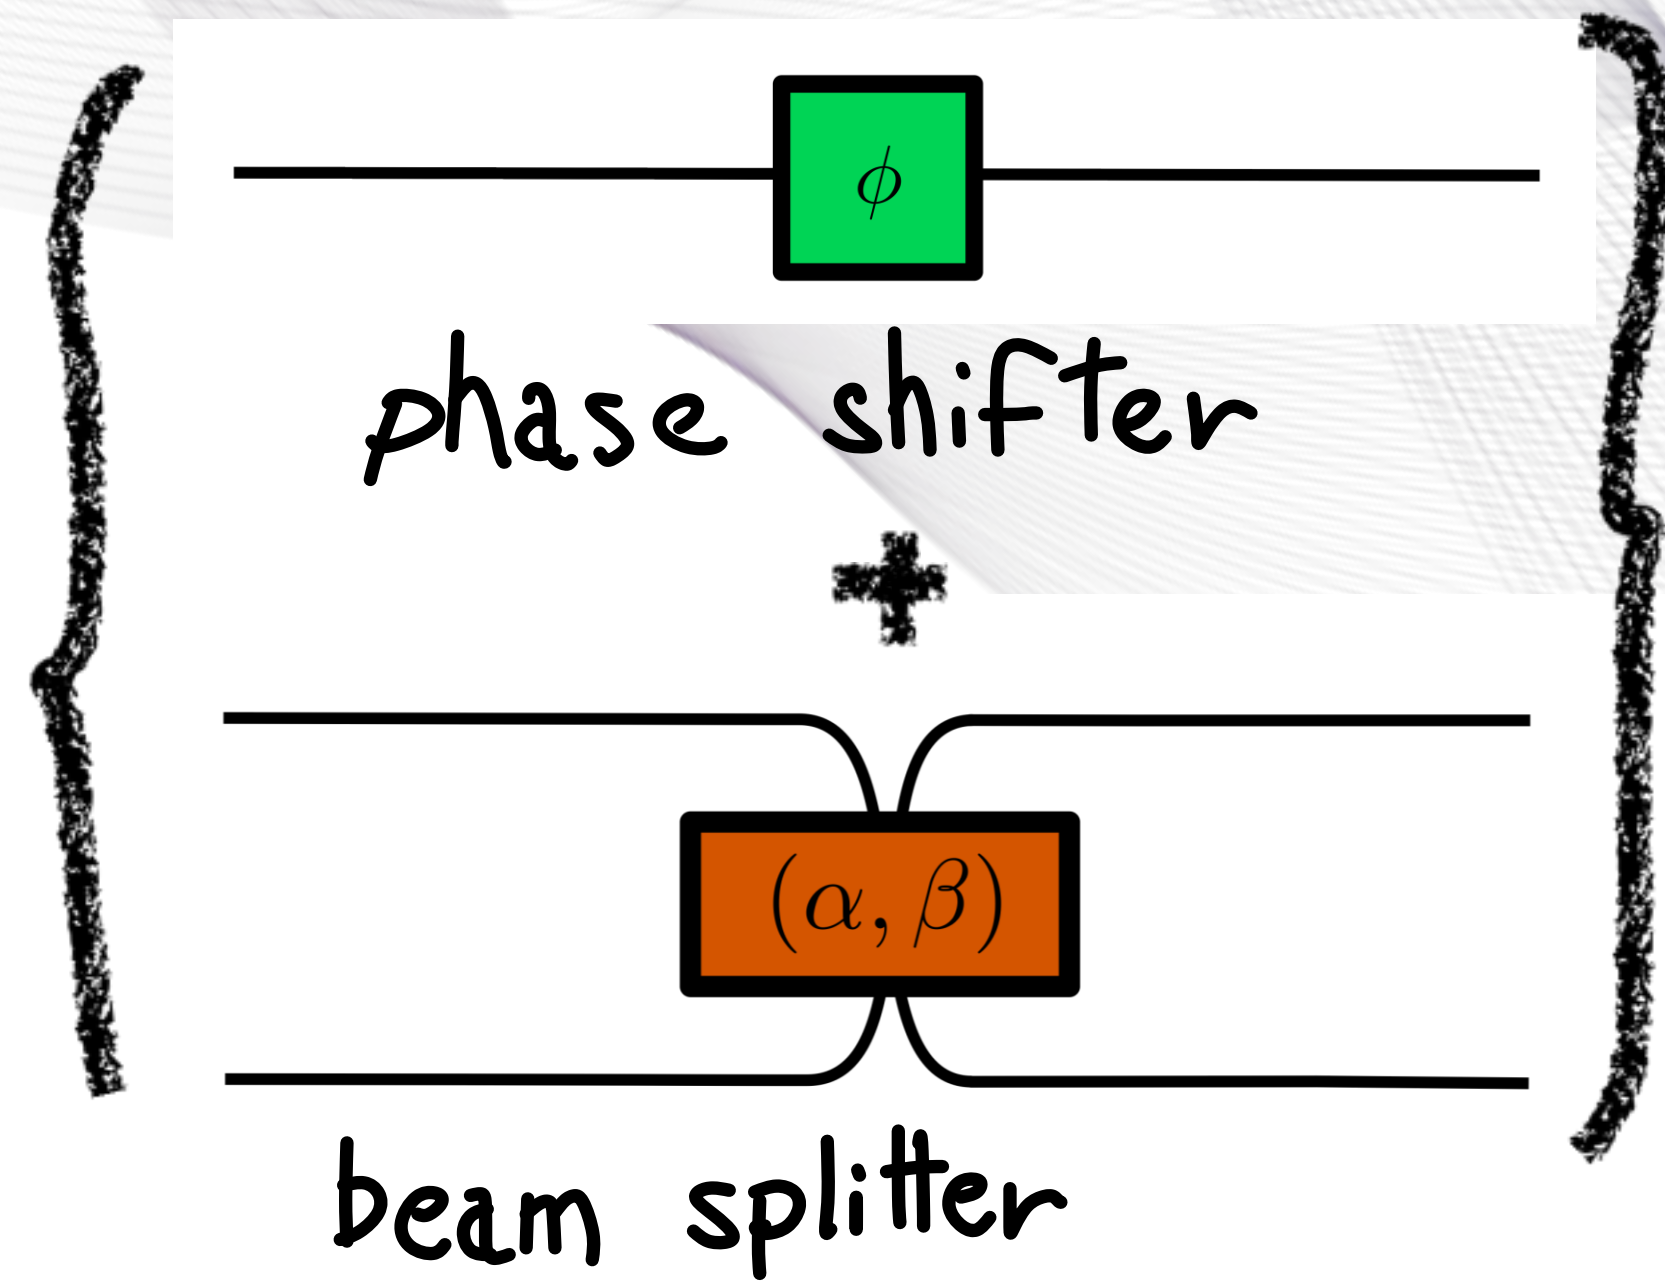 ϕ
phase shifter
+
(α, β)
beam splitter